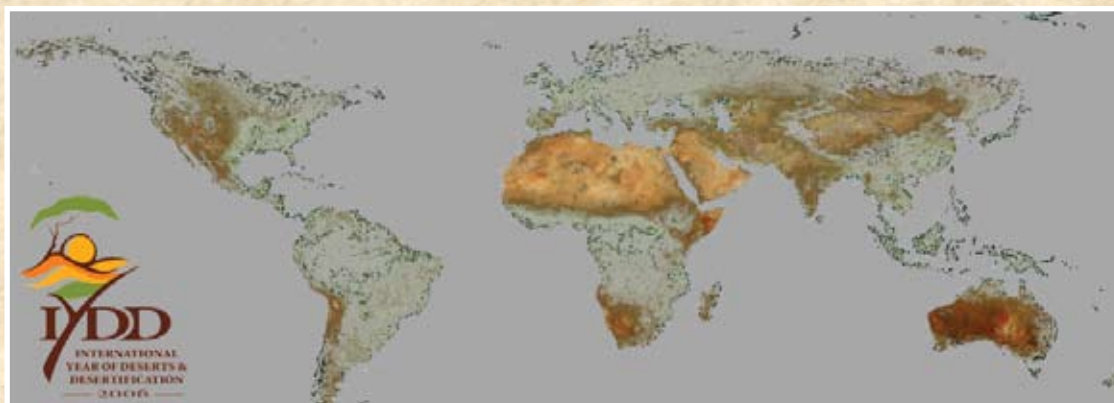 IYDD
INTERNATIONAL
YEAR OF DESERTS &
DESERTIFICATION
2006